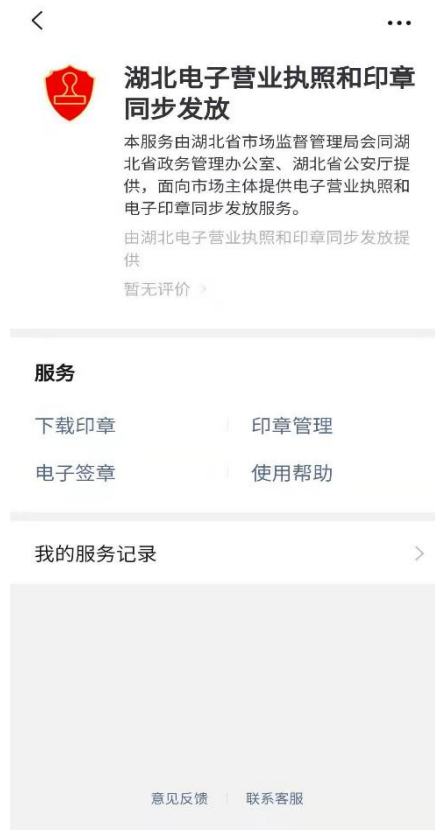 湖北电子营业执照和印章
同步发放
本服务由湖北省市场监督管理局会同湖
北省政务管理办公室、湖北省公安厅提
供，面向市场主体提供电子营业执照和
电子印章同步发放服务。
由湖北电子营业执照和印章同步发放提
供
暂无评价
服务
下载印章 印章管理
电子签章 使用帮助
我的服务记录
意见反馈 联系客服